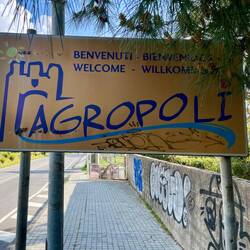 BENVENUTI - BIENVENUE
WELCOME - WILLKOMMEN
AGROPOLI